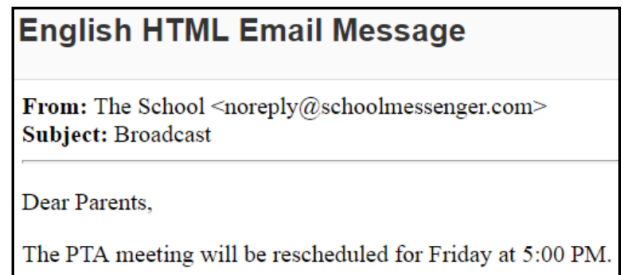 English HTML Email Message
From: The School <noreply@schoolmessenger.com>
Subject: Broadcast
Dear Parents,
The PTA meeting will be rescheduled for Friday at 5:00 PM.